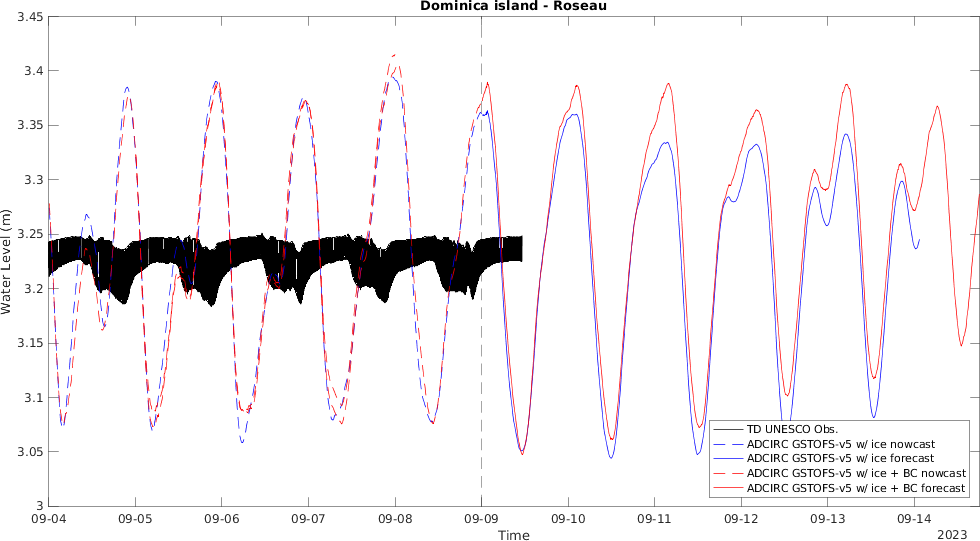 Dominica island - Roseau
3.45
3.4
3.35
3.3
3.25
3.2
3.15
3.1
3.05
3
Water Level (m)
TD UNESCO Obs.
ADCIRC GSTOFS-v5 w/ ice nowcast
ADCIRC GSTOFS-v5 w/ ice forecast
ADCIRC GSTOFS-v5 w/ ice + BC nowcast
ADCIRC GSTOFS-v5 w/ ice + BC forecast
09-04 09-05 09-06 09-07 09-08 09-09 09-10 09-11 09-12 09-13 09-14
Time
2023